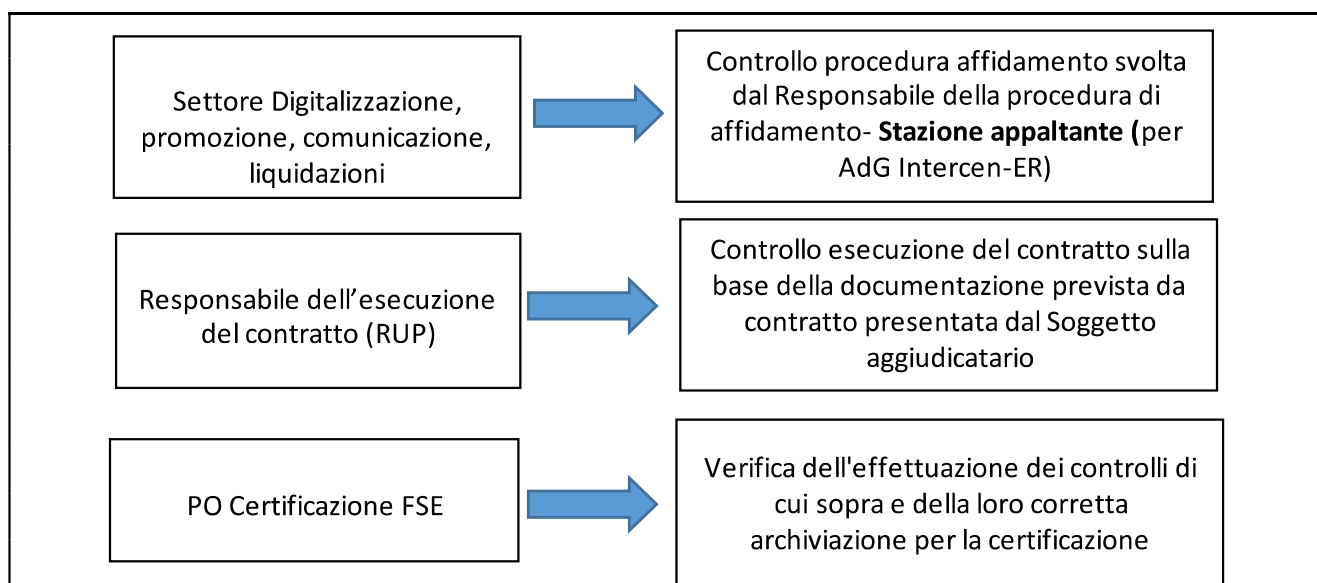 Settore Digitalizzazione,
promozione, comunicazione,
liquidazioni
Controllo procedura affidamento svolta
dal Responsabile della procedura di
affidamento- Stazione appaltante (per
AdG Intercen-ER)
Responsabile dell’esecuzione
del contratto (RUP)
Controllo esecuzione del contratto sulla
base della documentazione prevista da
contratto presentata dal Soggetto
aggiudicatario
PO Certificazione FSE
Verifica dell'effettuazione dei controlli di
cui sopra e della loro corretta
archiviazione per la certificazione